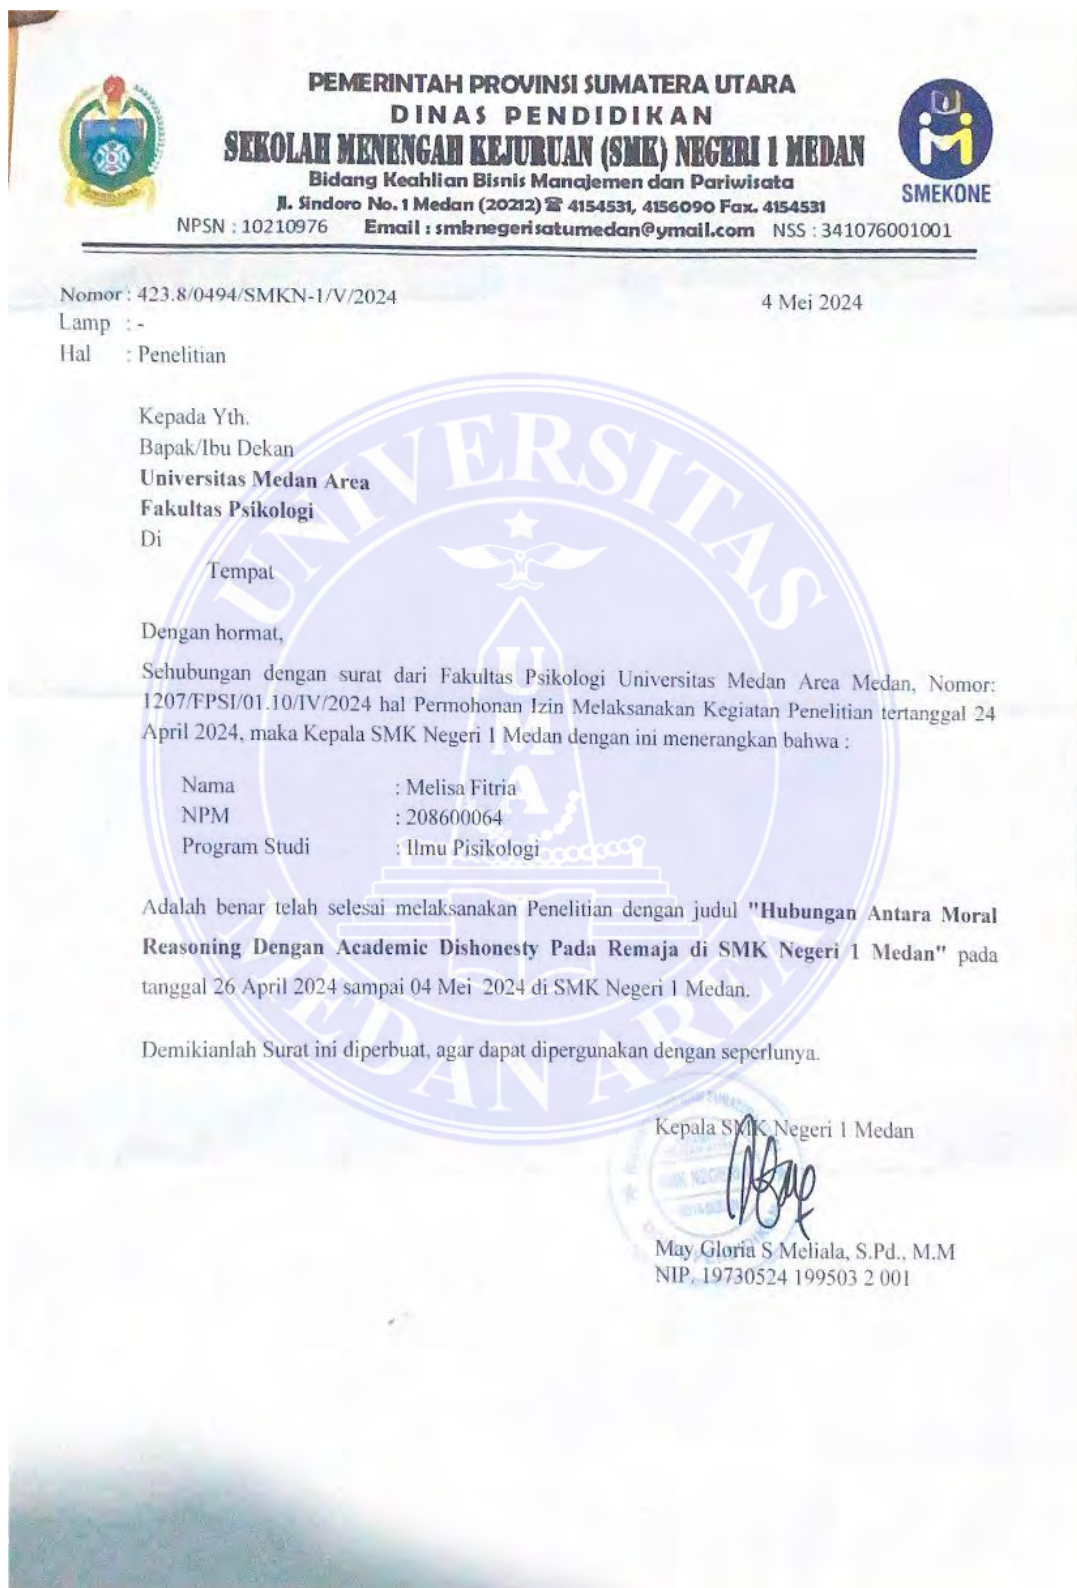 PEMERINTAH PROVINSI SUMATERA UTARA
DINAS PENDIDIKAN
SEKOLAH MENENGAH KEJURUAN (SMK) NEGERI 1 MEDAN
Bidang Keahlian Bisnis Manajemen dan Pariwisata
Jl. Sindoro No. 1 Medan (20212) ☎ 4154531, 4156090 Fax. 4154531
NPSN : 10210976 Email : smknegerisatumedan@ymail.com NSS : 341076001001
SMEKONE
Nomor : 423.8/0494/SMKN-1/V/2024
4 Mei 2024
Lamp : -
Hal : Penelitian
Kepada Yth.
Bapak/Ibu Dekan
Universitas Medan Area
Fakultas Psikologi
Di
Tempat
Dengan hormat,
Sehubungan dengan surat dari Fakultas Psikologi Universitas Medan Area Medan, Nomor:
1207/FPSI/01.10/IV/2024 hal Permohonan Izin Melaksanakan Kegiatan Penelitian tertanggal 24
April 2024, maka Kepala SMK Negeri 1 Medan dengan ini menerangkan bahwa :
Nama : Melisa Fitria
NPM : 208600064
Program Studi : Ilmu Pisikologi
Adalah benar telah selesai melaksanakan Penelitian dengan judul "Hubungan Antara Moral
Reasoning Dengan Academic Dishonesty Pada Remaja di SMK Negeri 1 Medan" pada
tanggal 26 April 2024 sampai 04 Mei 2024 di SMK Negeri 1 Medan.
Demikianlah Surat ini diperbuat, agar dapat dipergunakan dengan seperlunya.
Kepala SMK Negeri 1 Medan
May Gloria S Meliala, S.Pd., M.M
NIP. 19730524 199503 2 001
UNIVERSITAS
UMA
MEDAN AREA